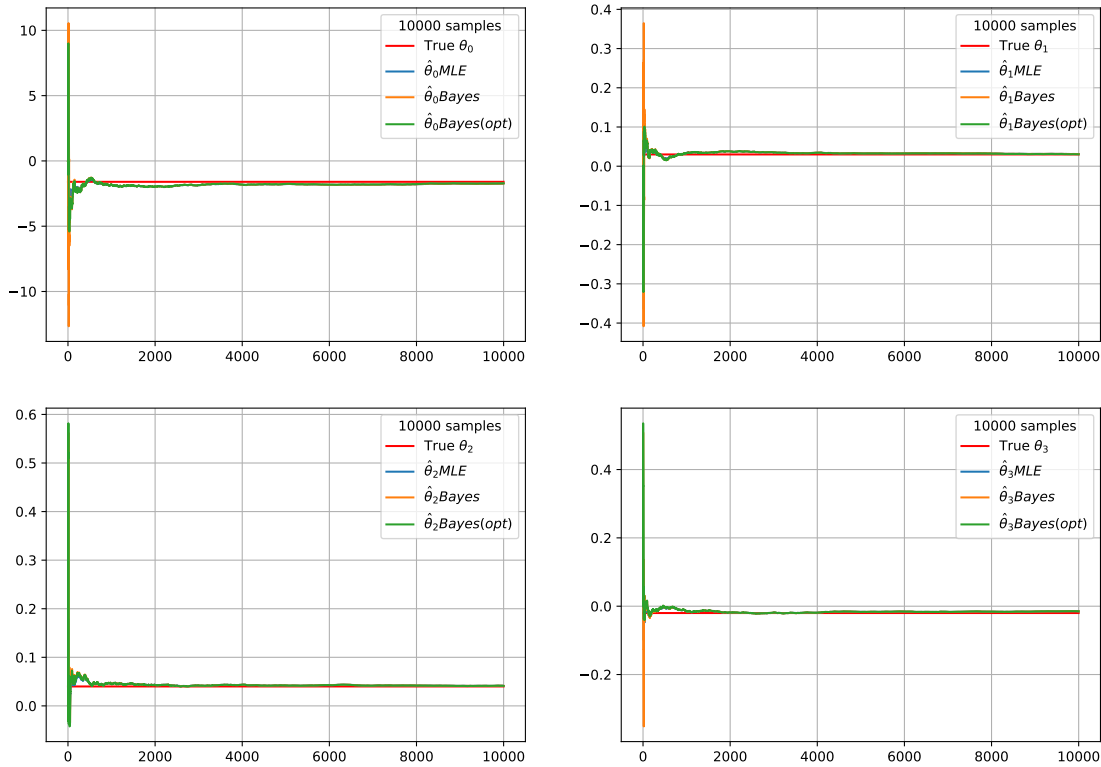 10000 samples
True θ₀
θ̂₀MLE
θ̂₀Bayes
θ̂₀Bayes(opt)
10
5
0
−5
−10
0 2000 4000 6000 8000 10000
10000 samples
True θ₁
θ̂₁MLE
θ̂₁Bayes
θ̂₁Bayes(opt)
0.4
0.3
0.2
0.1
0.0
−0.1
−0.2
−0.3
−0.4
0 2000 4000 6000 8000 10000
10000 samples
True θ₂
θ̂₂MLE
θ̂₂Bayes
θ̂₂Bayes(opt)
0.6
0.5
0.4
0.3
0.2
0.1
0.0
0 2000 4000 6000 8000 10000
10000 samples
True θ₃
θ̂₃MLE
θ̂₃Bayes
θ̂₃Bayes(opt)
0.4
0.2
0.0
−0.2
0 2000 4000 6000 8000 10000